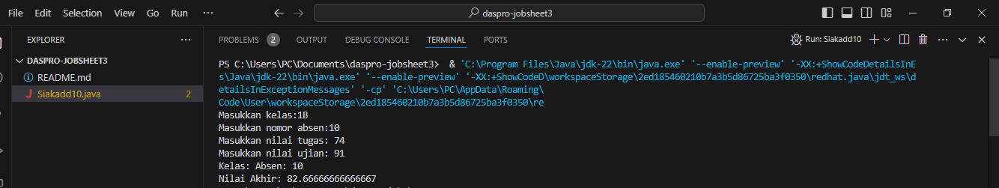 File Edit Selection View Go Run ... daspro-jobsheet3
EXPLORER ...
DASPRO-JOBSHEET3
README.md
Siakadd10.java 2
PROBLEMS 2 OUTPUT DEBUG CONSOLE TERMINAL PORTS Run: Siakadd10
PS C:\Users\PC\Documents\daspro-jobsheet3> & 'C:\Program Files\Java\jdk-22\bin\java.exe' '--enable-preview' '-XX:+ShowCodeDetailsInE
s\Java\jdk-22\bin\java.exe' '--enable-preview' '-XX:+ShowCodeD\workspaceStorage\2ed185460210b7a3b5d86725ba3f0350\redhat.java\jdt_ws\d
etailsInExceptionMessages' '-cp' 'C:\Users\PC\AppData\Roaming\
Code\User\workspaceStorage\2ed185460210b7a3b5d86725ba3f0350\re
Masukkan kelas:1B
Masukkan nomor absen:10
Masukkan nilai tugas: 74
Masukkan nilai ujian: 91
Kelas: Absen: 10
Nilai Akhir: 82.66666666666667